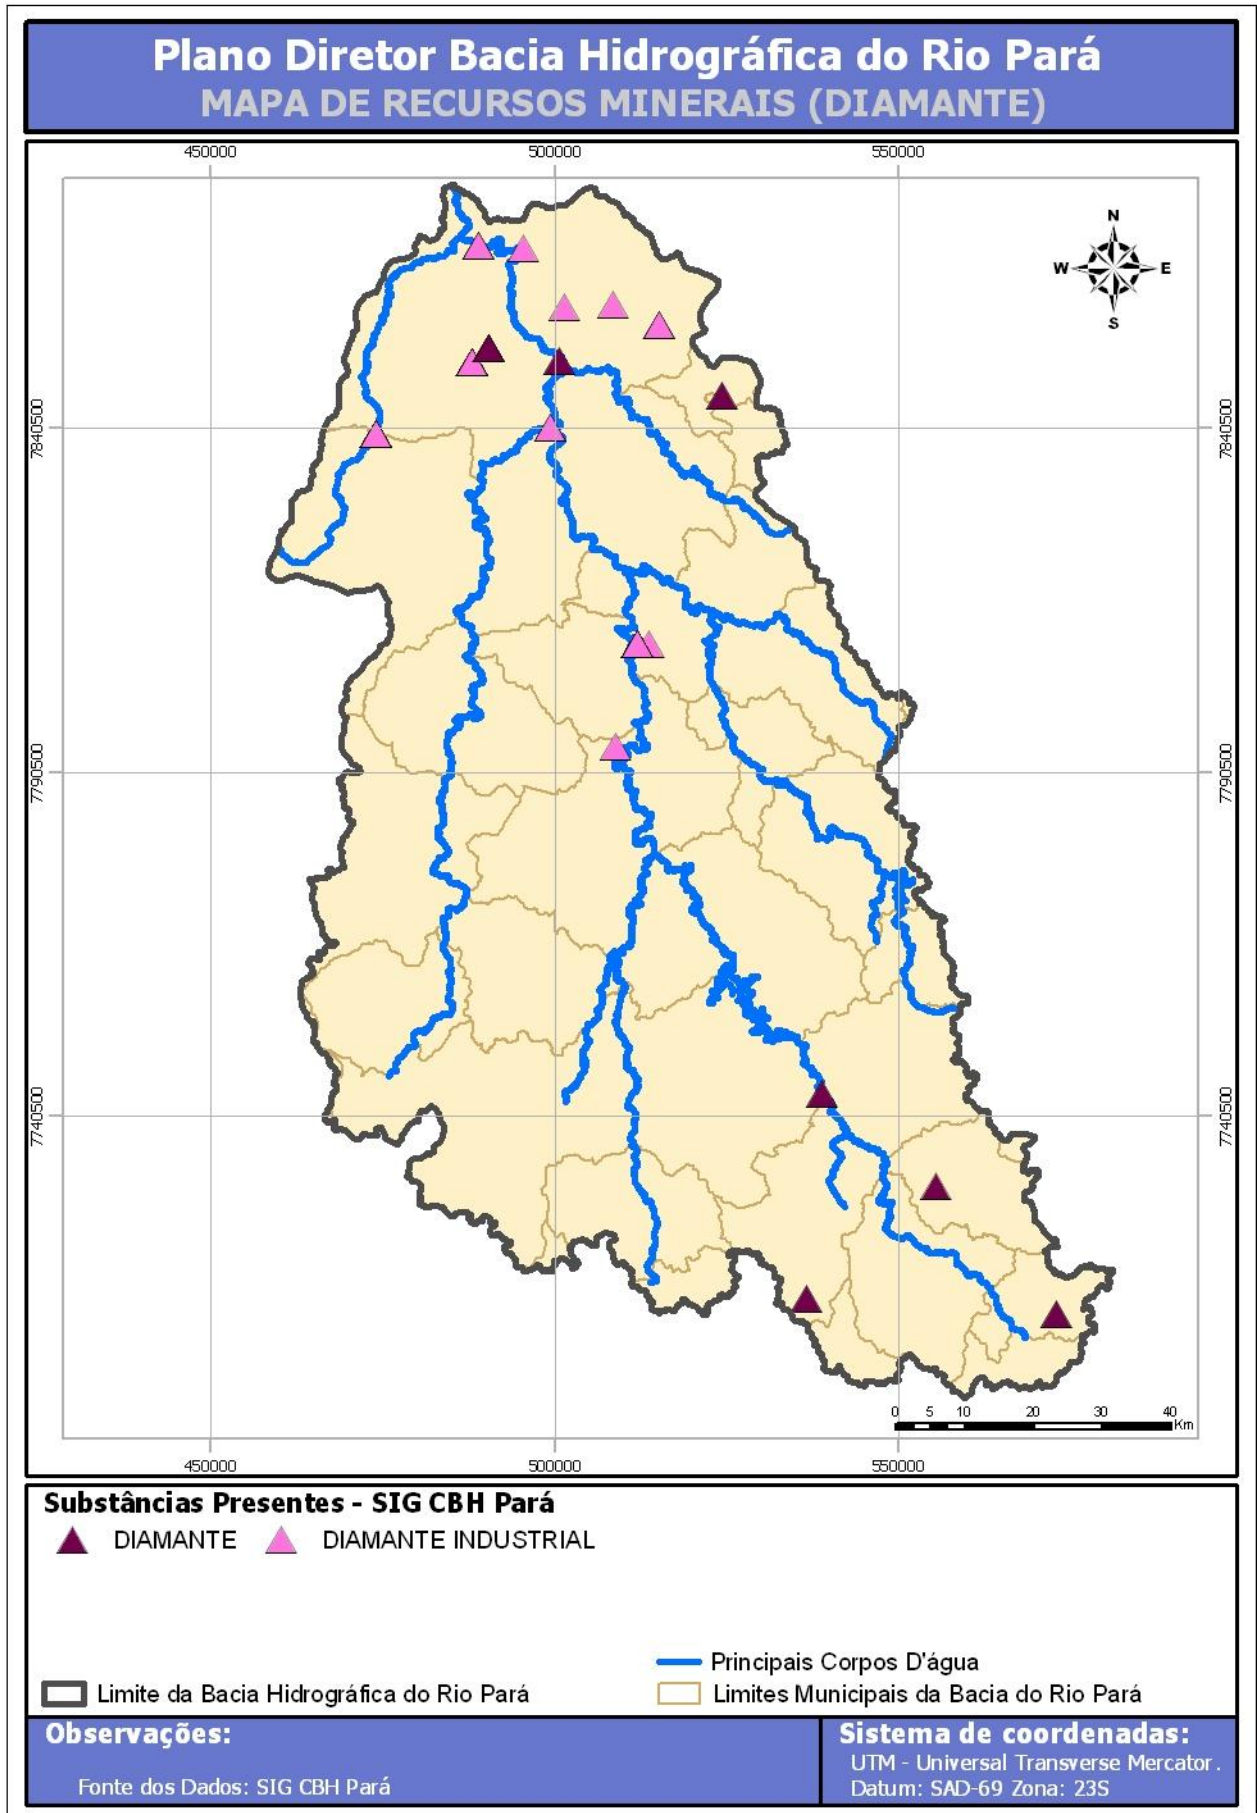 Plano Diretor Bacia Hidrográfica do Rio Pará
MAPA DE RECURSOS MINERAIS (DIAMANTE)
450000 500000 550000
N
W E
S
7840500 7840500
7790500 7790500
7740500 7740500
0 5 10 20 30 40
Km
450000 500000 550000
Substâncias Presentes - SIG CBH Pará
DIAMANTE DIAMANTE INDUSTRIAL
Principais Corpos D'água
Limite da Bacia Hidrográfica do Rio Pará Limites Municipais da Bacia do Rio Pará
Observações:
Fonte dos Dados: SIG CBH Pará
Sistema de coordenadas:
UTM - Universal Transverse Mercator.
Datum: SAD-69 Zona: 23S